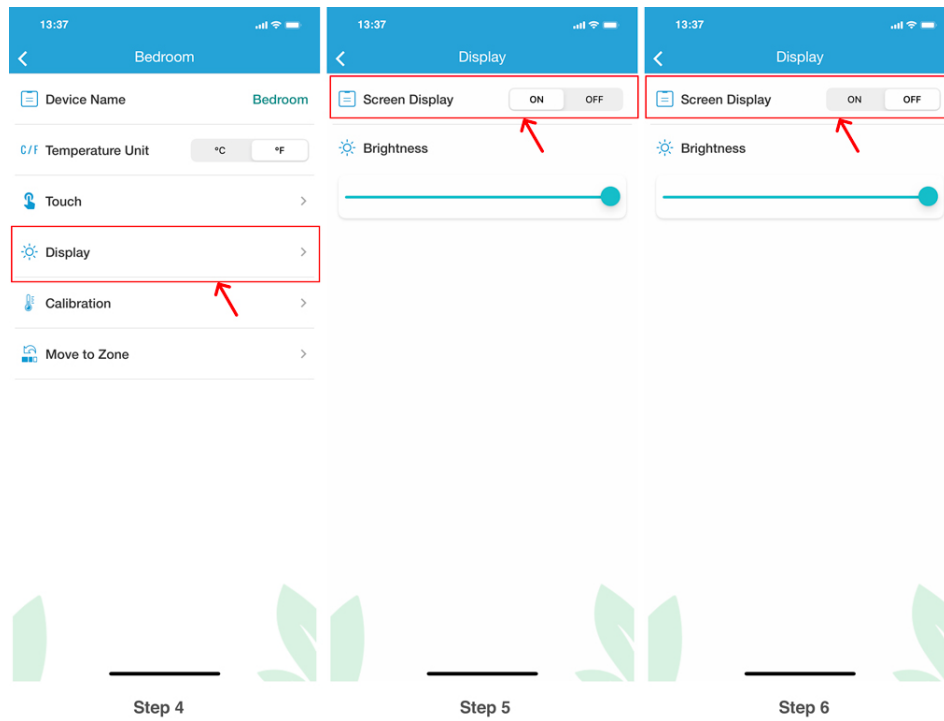 13:37
Bedroom
Device Name Bedroom
C/F Temperature Unit °C °F
Touch
Display
Calibration
Move to Zone
Step 4
13:37
Display
Screen Display ON OFF
Brightness
Step 5
13:37
Display
Screen Display ON OFF
Brightness
Step 6